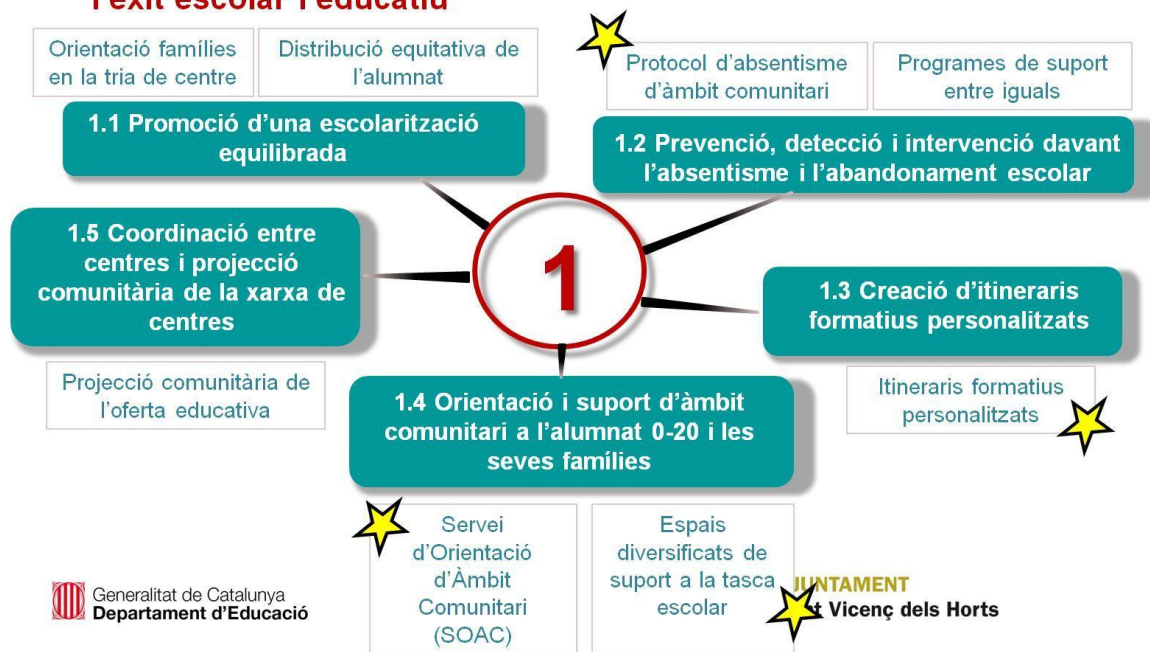 l'èxit escolar i educatiu
Orientació famílies
en la tria de centre
Distribució equitativa de
l'alumnat
Protocol d'absentisme
d'àmbit comunitari
Programes de suport
entre iguals
1.1 Promoció d'una escolarització
equilibrada
1.2 Prevenció, detecció i intervenció davant
l'absentisme i l'abandonament escolar
1
1.5 Coordinació entre
centres i projecció
comunitària de la xarxa de
centres
1.3 Creació d'itineraris
formatius personalitzats
Projecció comunitària de
l'oferta educativa
Itineraris formatius
personalitzats
1.4 Orientació i suport d'àmbit
comunitari a l'alumnat 0-20 i les
seves famílies
Servei
d'Orientació
d'Àmbit
Comunitari
(SOAC)
Espais
diversificats de
suport a la tasca
escolar
Generalitat de Catalunya
Departament d'Educació
JUNTAMENT
t Vicenç dels Horts